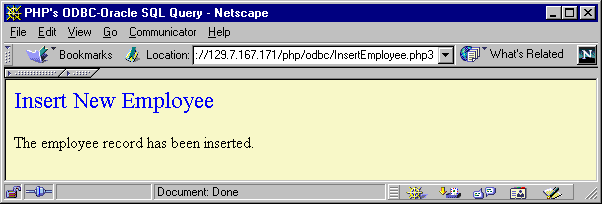 PHP's ODBC-Oracle SQL Query - Netscape
File Edit View Go Communicator Help
Bookmarks Location: ://129.7.167.171/php/odbc/InsertEmployee.php3 What's Related N
Insert New Employee
The employee record has been inserted.
Document: Done